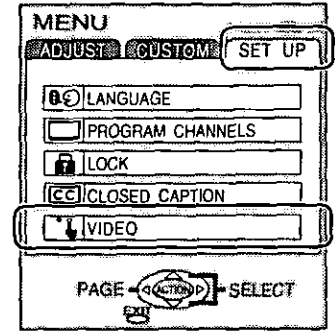 MENU
ADJUST CUSTOM SET UP
LANGUAGE
PROGRAM CHANNELS
LOCK
CC CLOSED CAPTION
VIDEO
PAGE ACTION SELECT
EXIT